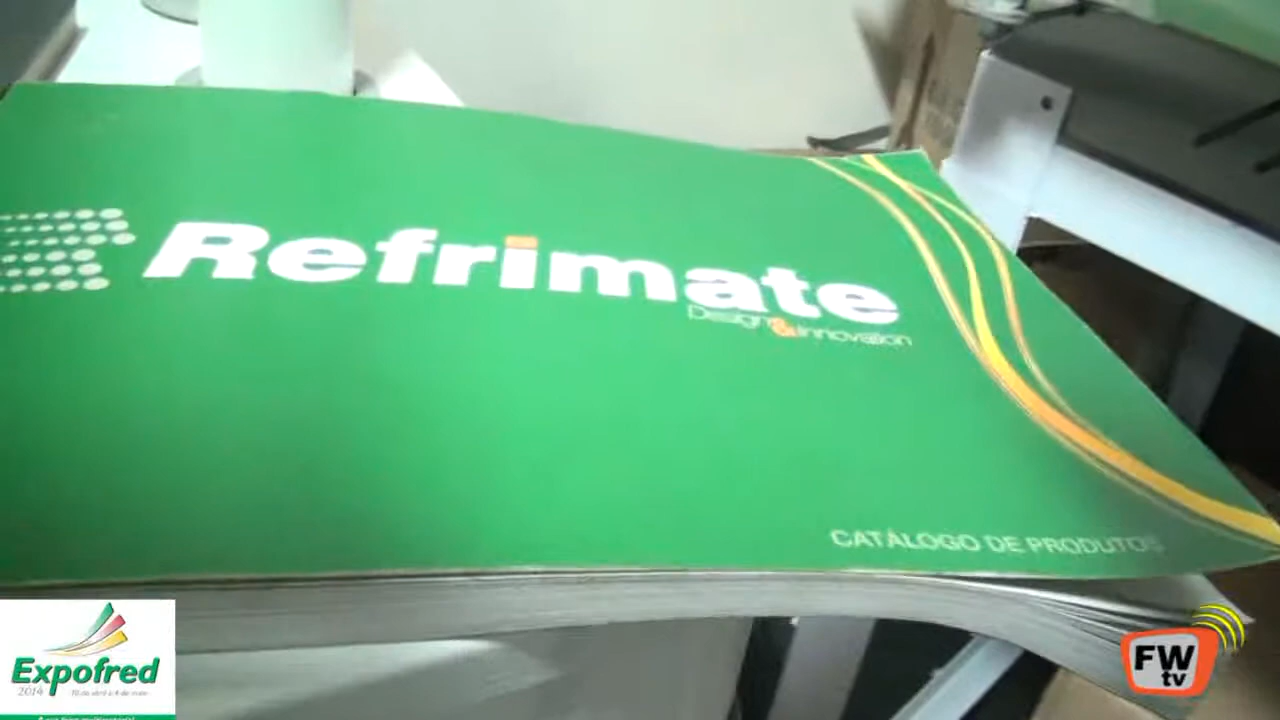 Refrimate
Design & Innovation
CATÁLOGO DE PRODUTOS
Expofred
2014
FW
tv